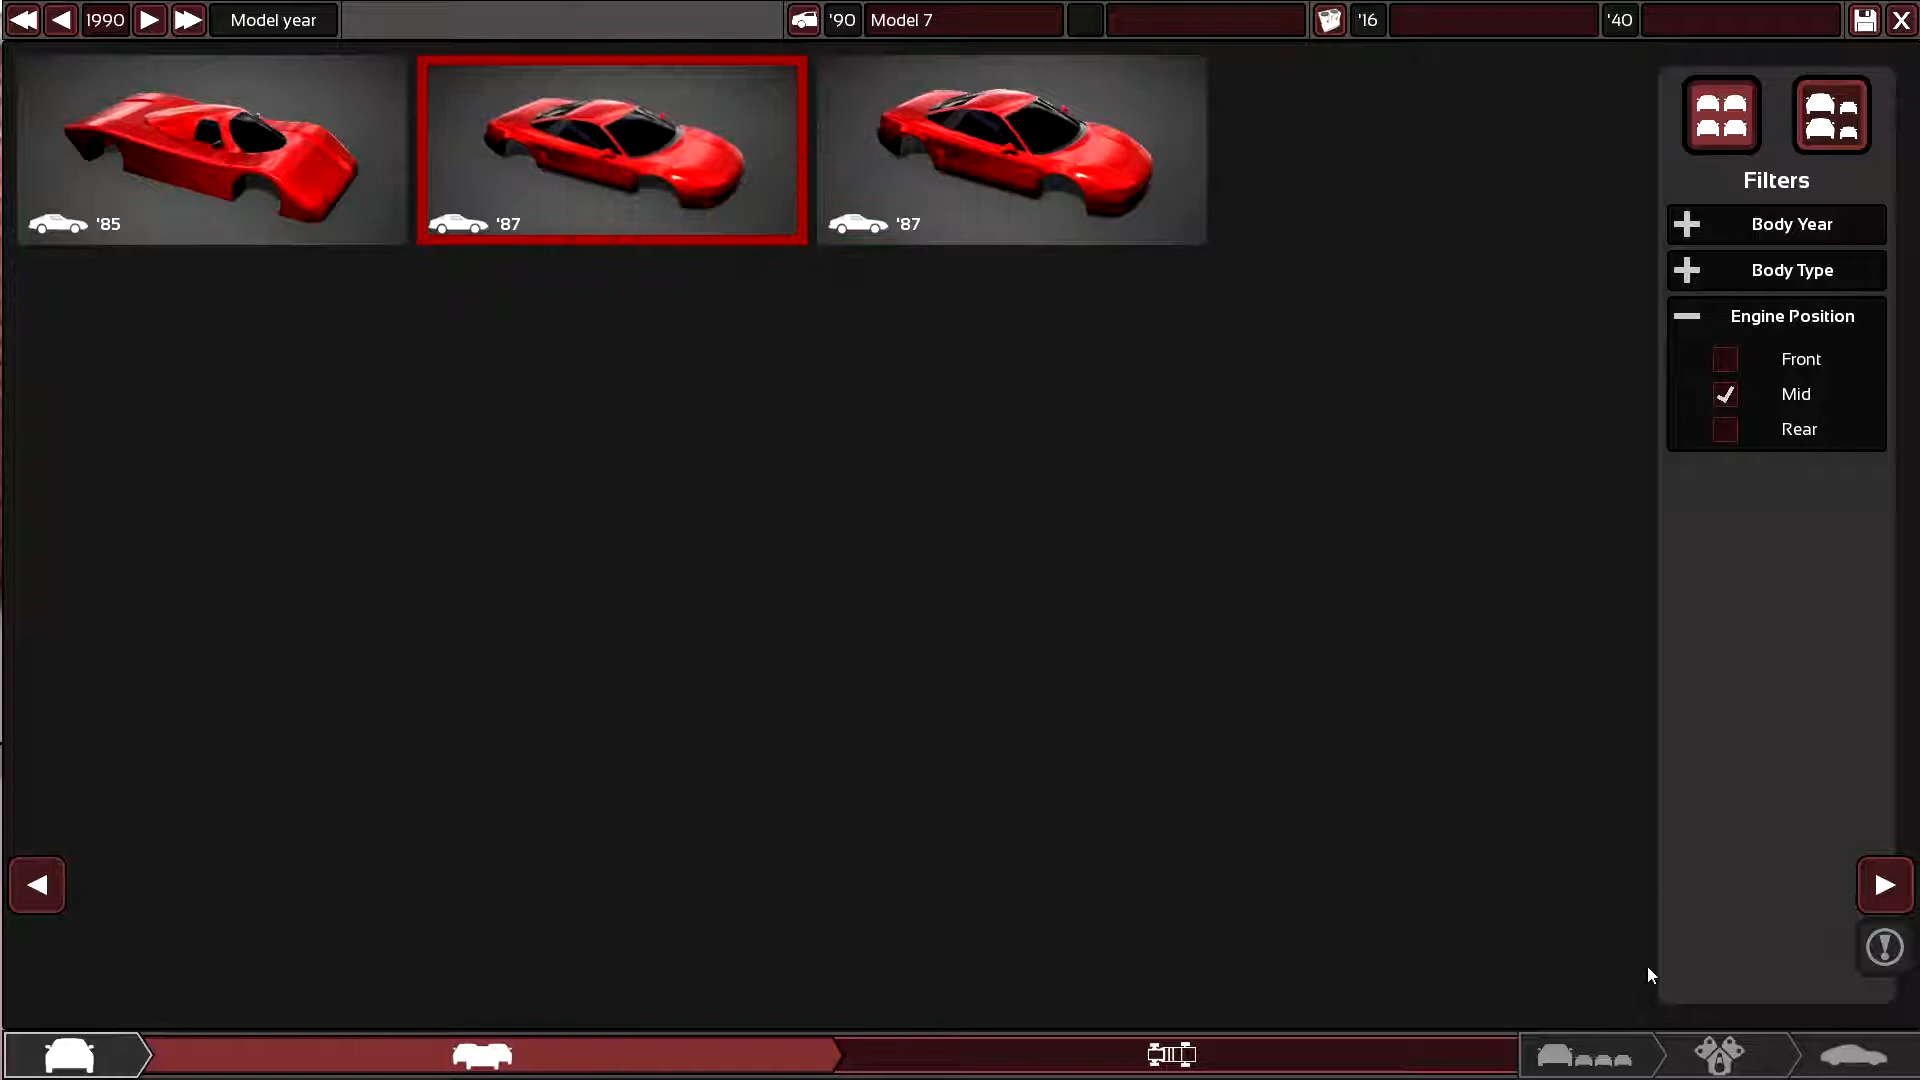 1990 Model year '90 Model 7 '16 '40
'85 '87 '87
Filters
Body Year
Body Type
Engine Position
Front
Mid
Rear